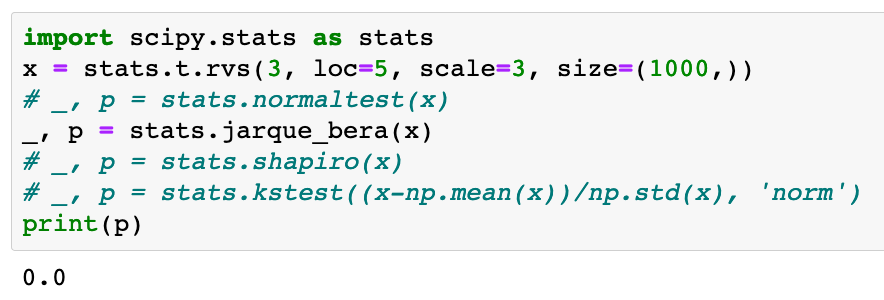 import scipy.stats as stats
x = stats.t.rvs(3, loc=5, scale=3, size=(1000,))
# _, p = stats.normaltest(x)
_, p = stats.jarque_bera(x)
# _, p = stats.shapiro(x)
# _, p = stats.kstest((x-np.mean(x))/np.std(x), 'norm')
print(p)
0.0